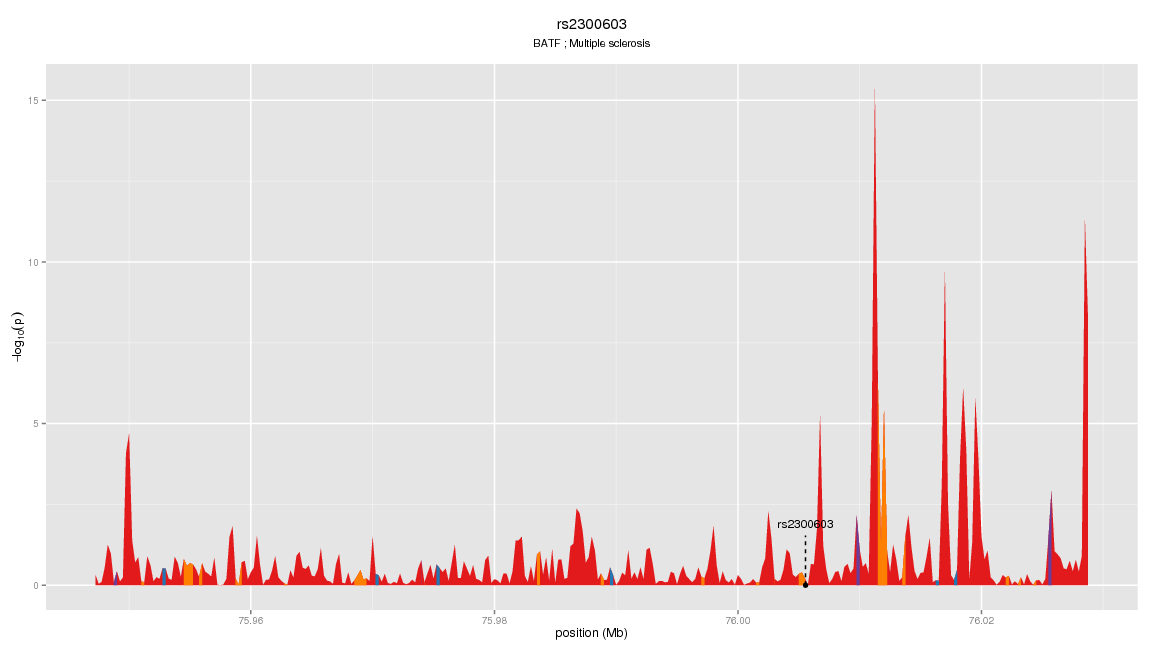 rs2300603
BATF ; Multiple sclerosis
15
10
5
0
−log10(p)
rs2300603
75.96
75.98
76.00
76.02
position (Mb)